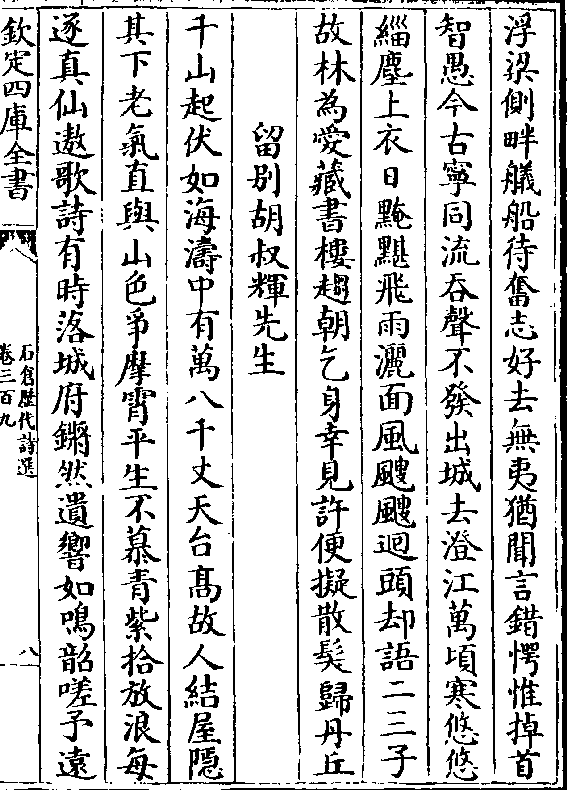 浮梁側畔艤船待奮志好去無夷猶聞言錯愕惟掉首
智愚今古寧同流吞聲不發出城去澄江萬頃寒悠悠
緇塵上衣日黤黮飛雨灑面風颼颼迴頭却語二三子
故林為愛藏書樓趨朝乞身幸見許便擬散髮歸丹丘
留別胡叔輝先生
千山起伏如海濤中有萬八千丈天台髙故人結屋隠
其下老氣直與山色爭摩霄平生不慕青紫拾放浪每
逐真仙遨歌詩有時落城府鏘然遺響如鳴韶嗟予遠
欽定四庫全書
石倉歴代詩選
卷三百九
八